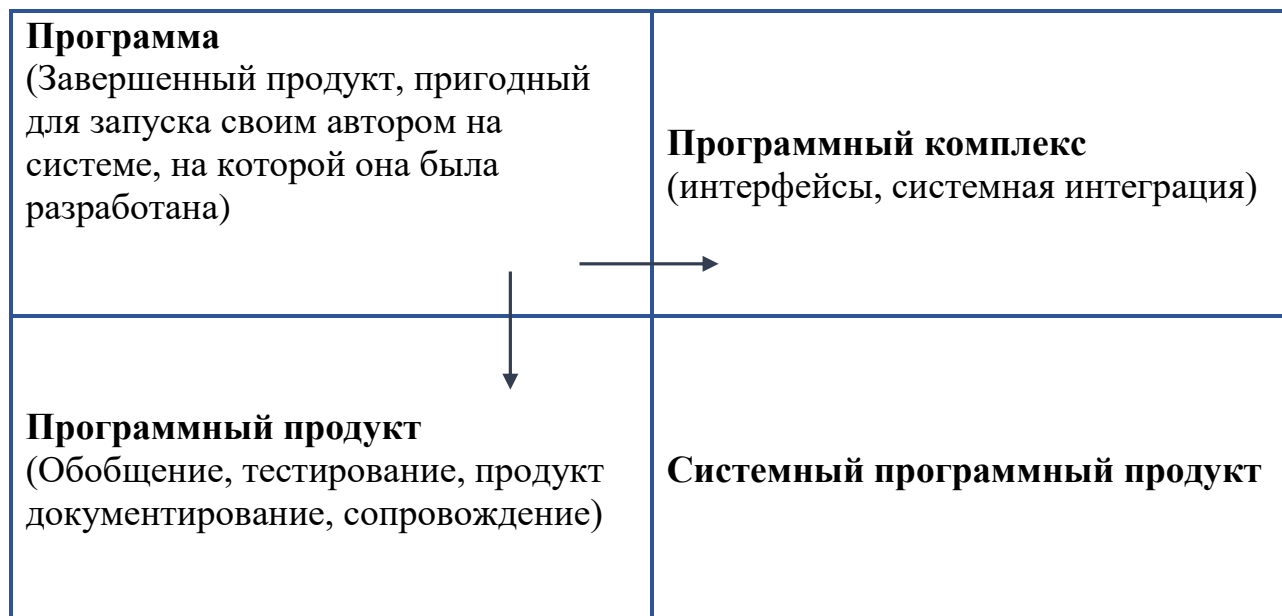 Программа
(Завершенный продукт, пригодный
для запуска своим автором на
системе, на которой она была
разработана)
Программный комплекс
(интерфейсы, системная интеграция)
Программный продукт
(Обобщение, тестирование, продукт
документирование, сопровождение)
Системный программный продукт